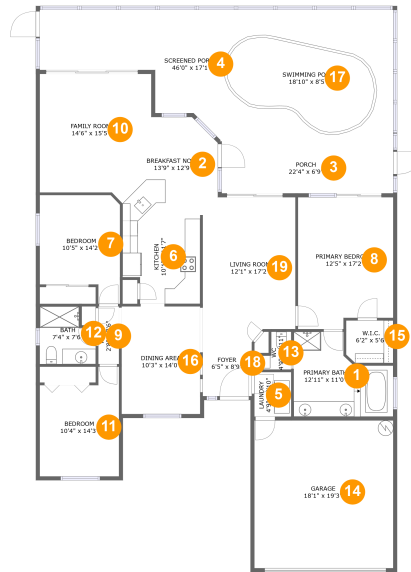 SCREENED
46'0" x 17'1
4
SWIMMING
18'10" x 8'5
17
FAMILY ROOM
14'6" x 15'5
10
BREAKFAST
13'9" x 12'9
2
PORCH
22'4" x 6'9
3
BEDROOM
10'5" x 14'2
7
KITCHEN
6
LIVING ROOM
12'1" x 17'2
19
PRIMARY
12'5" x 17'2
8
BATH
7'4" x 7'6
12
9
DINING AREA
10'3" x 14'0
16
FOYER
6'5" x 8'9
18
WC
13
W.I.C.
6'2" x 5'6
15
PRIMARY BATH
12'11" x 11'0
1
LAUNDRY
5
BEDROOM
10'4" x 14'3
11
GARAGE
18'1" x 19'3
14